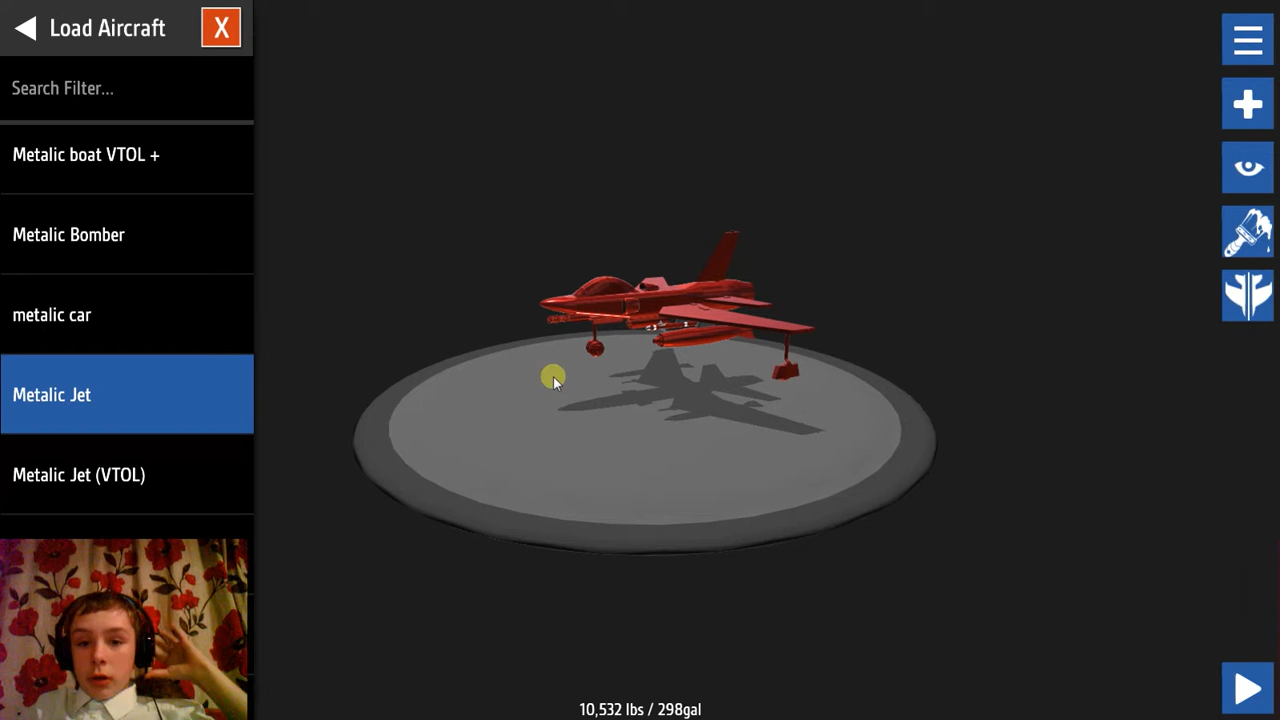 Load Aircraft
X
Search Filter...
Metalic boat VTOL +
Metalic Bomber
metalic car
Metalic Jet
Metalic Jet (VTOL)
10,532 lbs / 298gal